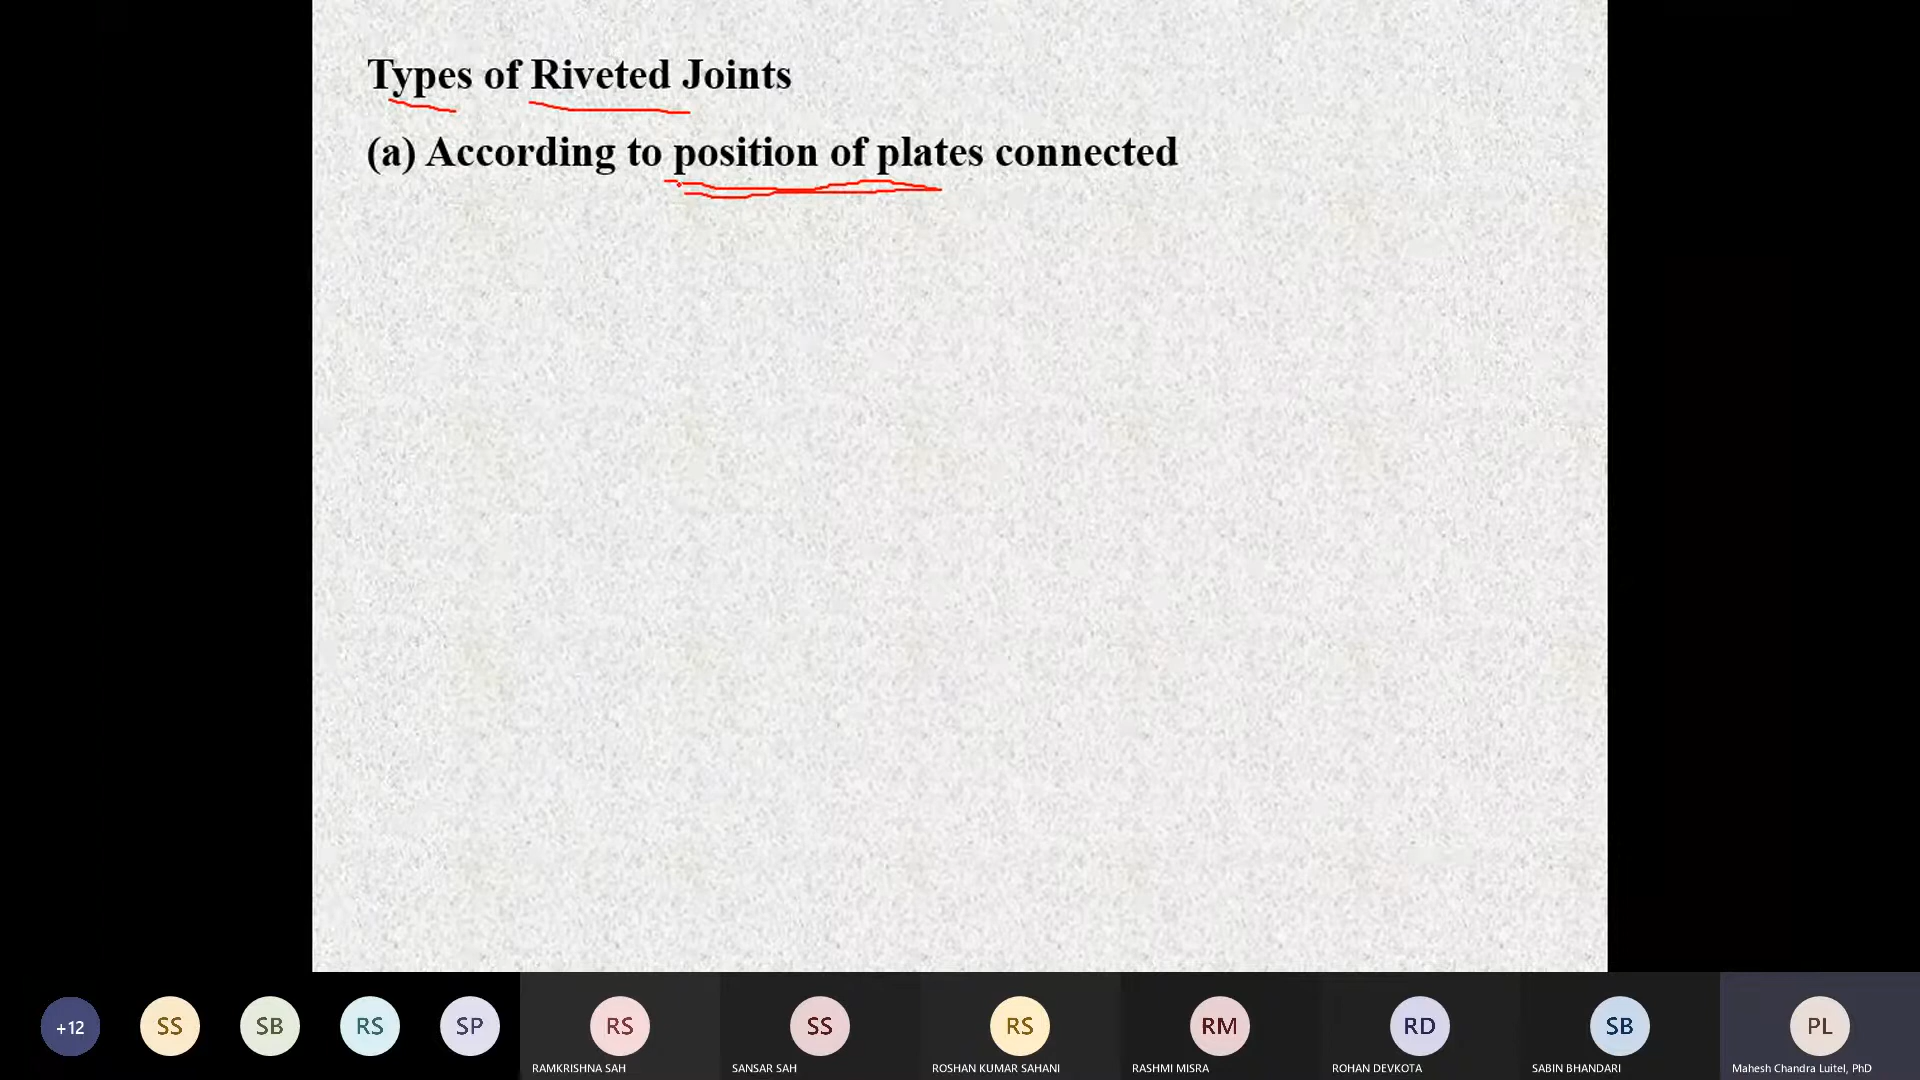 Types of Riveted Joints
(a) According to position of plates connected
+12
SS
SB
RS
SP
RS
SS
RS
RM
RD
SB
PL
RAMKRISHNA SAH
SANSAR SAH
ROSHAN KUMAR SAHANI
RASHMI MISRA
ROHAN DEVKOTA
SABIN BHANDARI
Mahesh Chandra Luitel, PhD